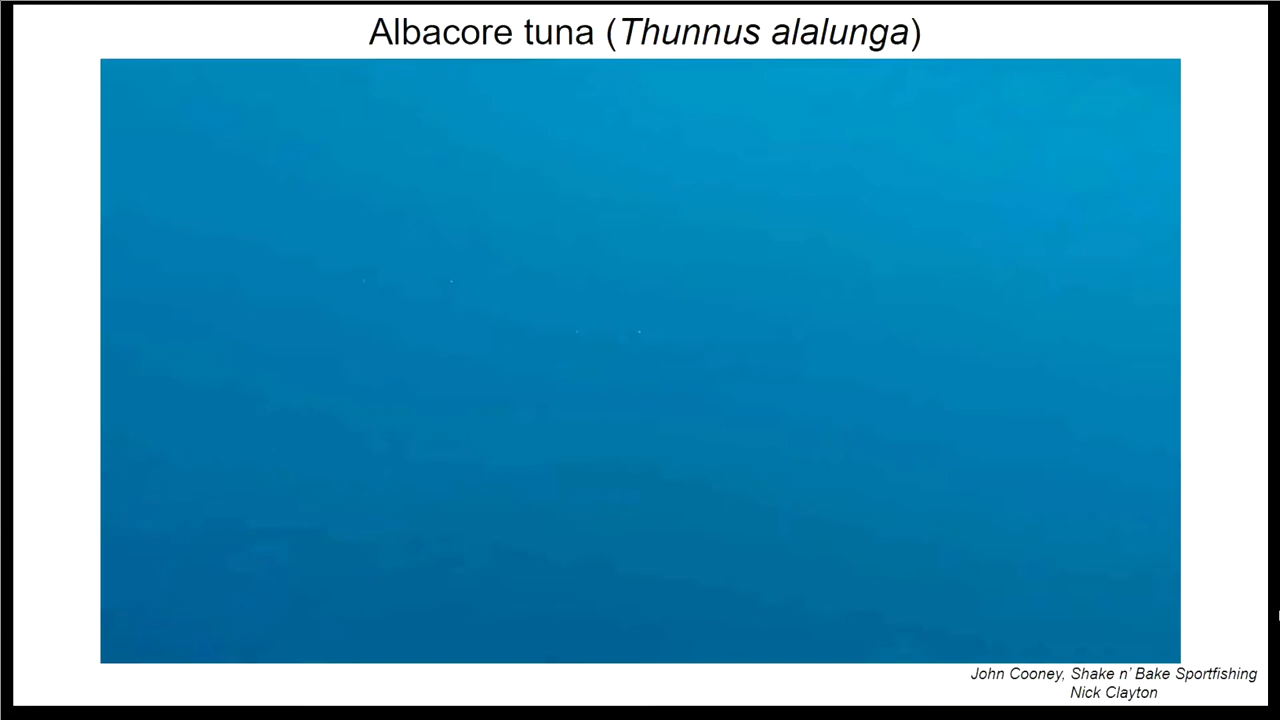 Albacore tuna (Thunnus alalunga)
John Cooney, Shake n’ Bake Sportfishing
Nick Clayton